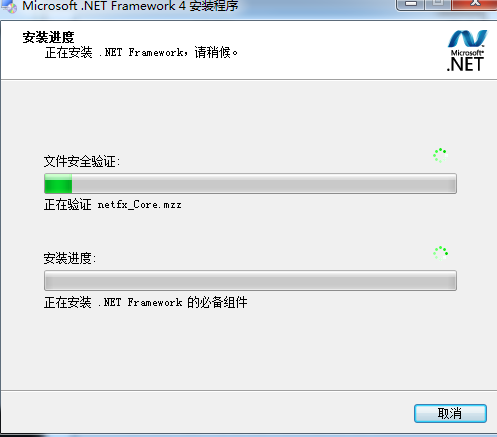 Microsoft .NET Framework 4 安装程序
安装进度
正在安装 .NET Framework，请稍候。
Microsoft®
.NET
文件安全验证:
正在验证 netfx_Core.mzz
安装进度:
正在安装 .NET Framework 的必备组件
取消